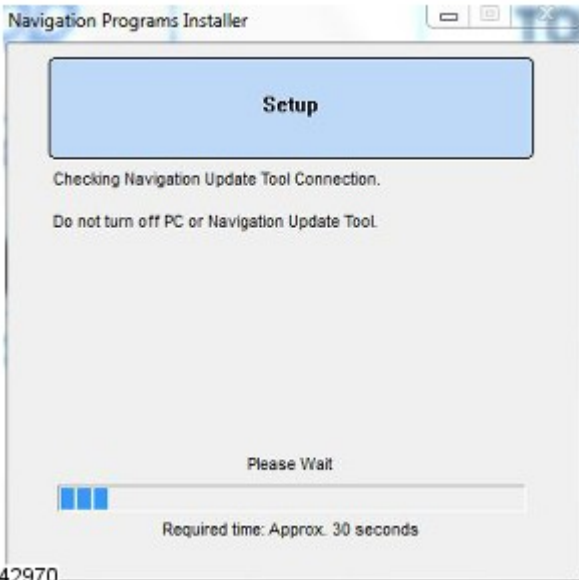 Navigation Programs Installer
TO
Setup
Checking Navigation Update Tool Connection.
Do not turn off PC or Navigation Update Tool.
Please Wait
Required time: Approx. 30 seconds
42970